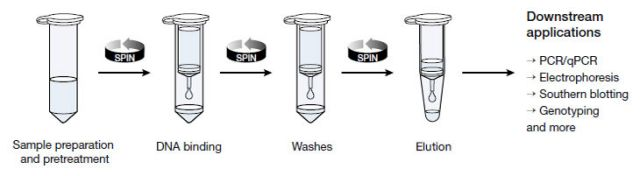 Downstream
applications
SPIN
SPIN
SPIN
→ PCR/qPCR
→ Electrophoresis
→ Southern blotting
→ Genotyping
and more
Sample preparation
and pretreatment
DNA binding
Washes
Elution